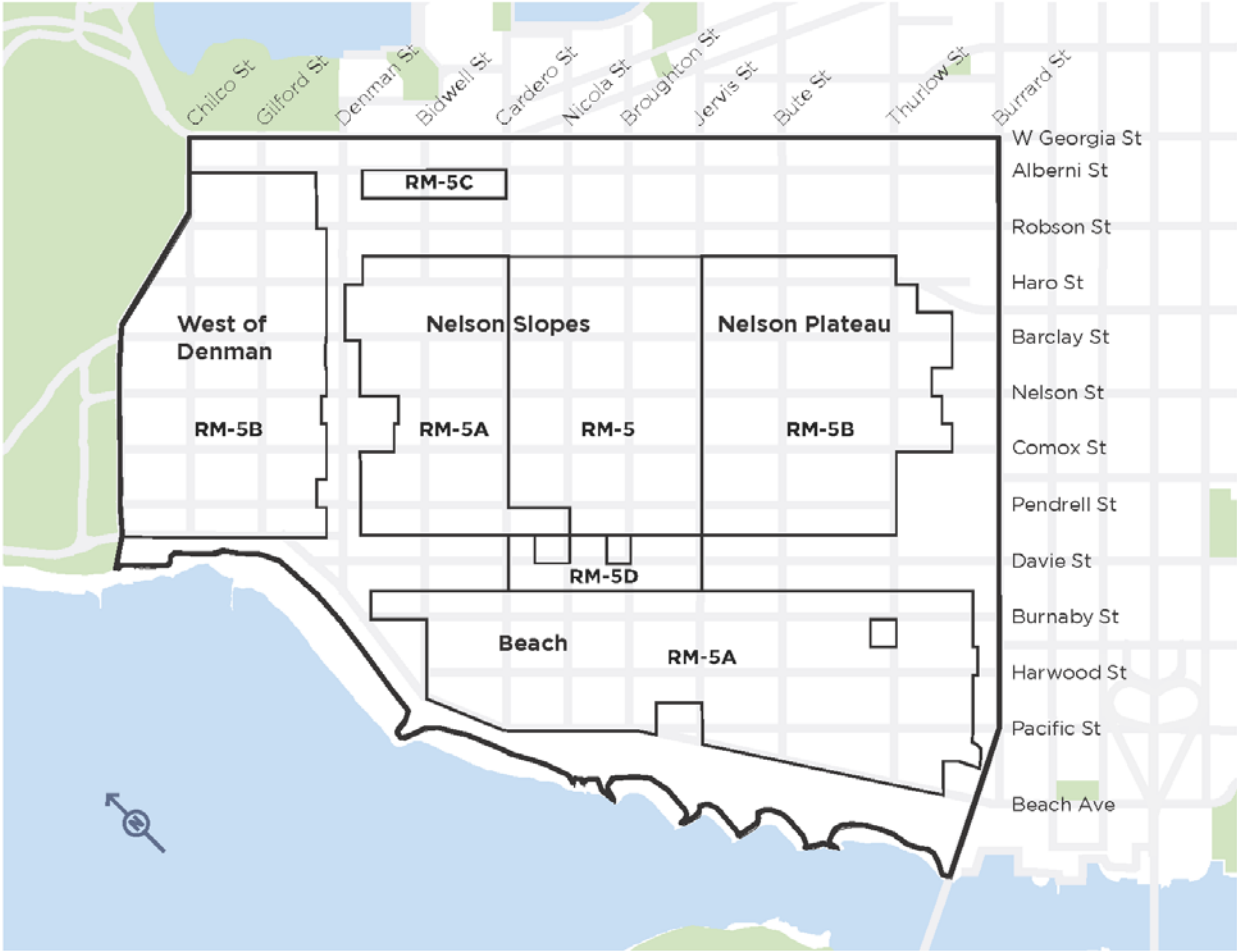 Chilco St
Gilford St
Denman St
Bidwell St
Cardero St
Nicola St
Broughton St
Jervis St
Bute St
Thurlow St
Burrard St
W Georgia St
Alberni St
RM-5C
Robson St
Haro St
West of
Denman
Nelson Slopes
Nelson Plateau
Barclay St
Nelson St
RM-5B
RM-5A
RM-5
RM-5B
Comox St
Pendrell St
Davie St
RM-5D
Burnaby St
Beach
RM-5A
Harwood St
Pacific St
Beach Ave
N